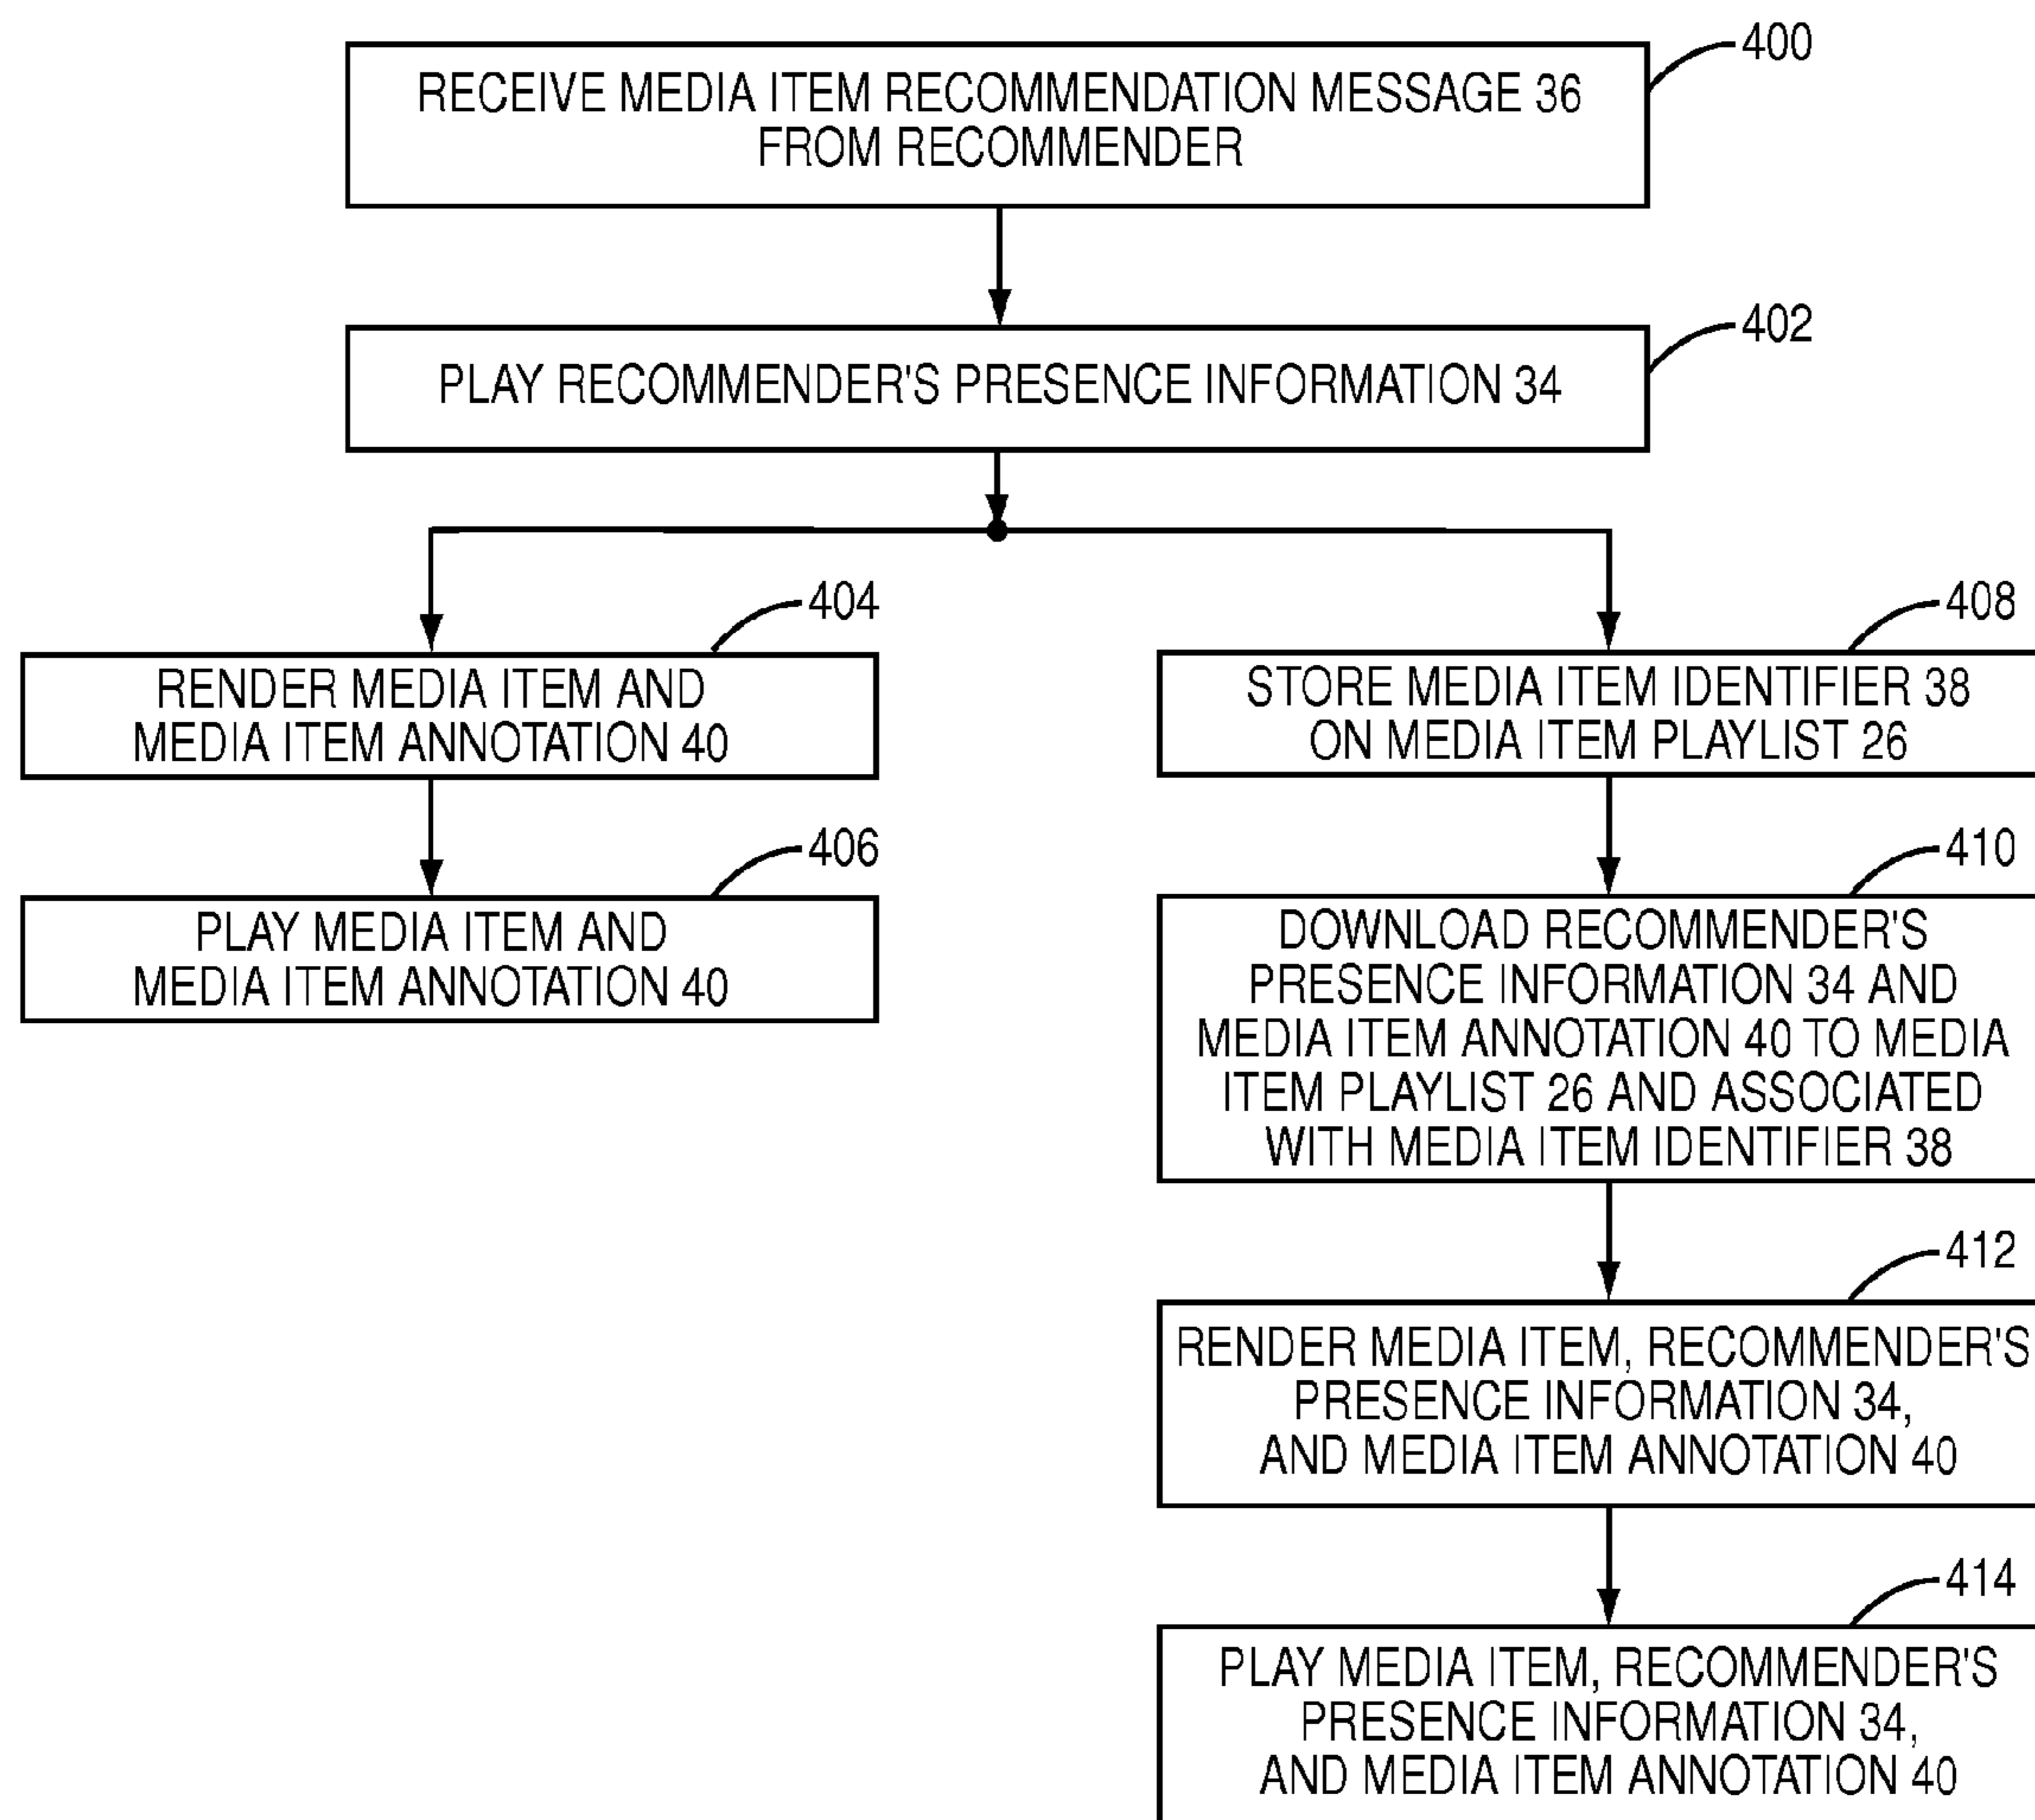 400
RECEIVE MEDIA ITEM RECOMMENDATION MESSAGE 36
FROM RECOMMENDER
402
PLAY RECOMMENDER'S PRESENCE INFORMATION 34
404
RENDER MEDIA ITEM AND
MEDIA ITEM ANNOTATION 40
406
PLAY MEDIA ITEM AND
MEDIA ITEM ANNOTATION 40
408
STORE MEDIA ITEM IDENTIFIER 38
ON MEDIA ITEM PLAYLIST 26
410
DOWNLOAD RECOMMENDER'S
PRESENCE INFORMATION 34 AND
MEDIA ITEM ANNOTATION 40 TO MEDIA
ITEM PLAYLIST 26 AND ASSOCIATED
WITH MEDIA ITEM IDENTIFIER 38
412
RENDER MEDIA ITEM, RECOMMENDER'S
PRESENCE INFORMATION 34,
AND MEDIA ITEM ANNOTATION 40
414
PLAY MEDIA ITEM, RECOMMENDER'S
PRESENCE INFORMATION 34,
AND MEDIA ITEM ANNOTATION 40